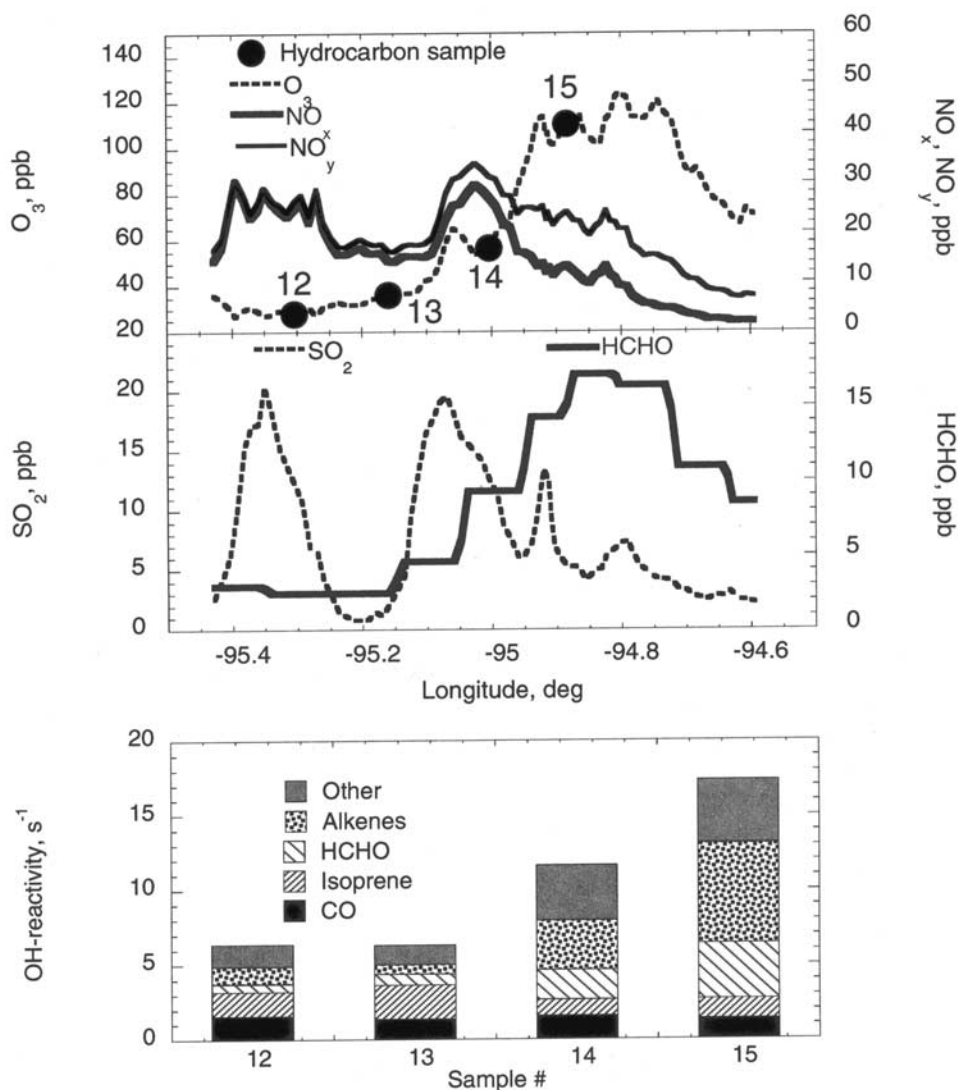 O3, ppb
140
120
100
80
60
40
20
Hydrocarbon sample
O3
NOx
NOy
12
13
14
15
60
50
40
30
20
10
0
NOx, NOy, ppb
SO2, ppb
20
15
10
5
0
SO2
HCHO
15
10
5
0
HCHO, ppb
-95.4
-95.2
-95
-94.8
-94.6
Longitude, deg
OH-reactivity, s-1
20
15
10
5
0
Other
Alkenes
HCHO
Isoprene
CO
12
13
14
15
Sample #